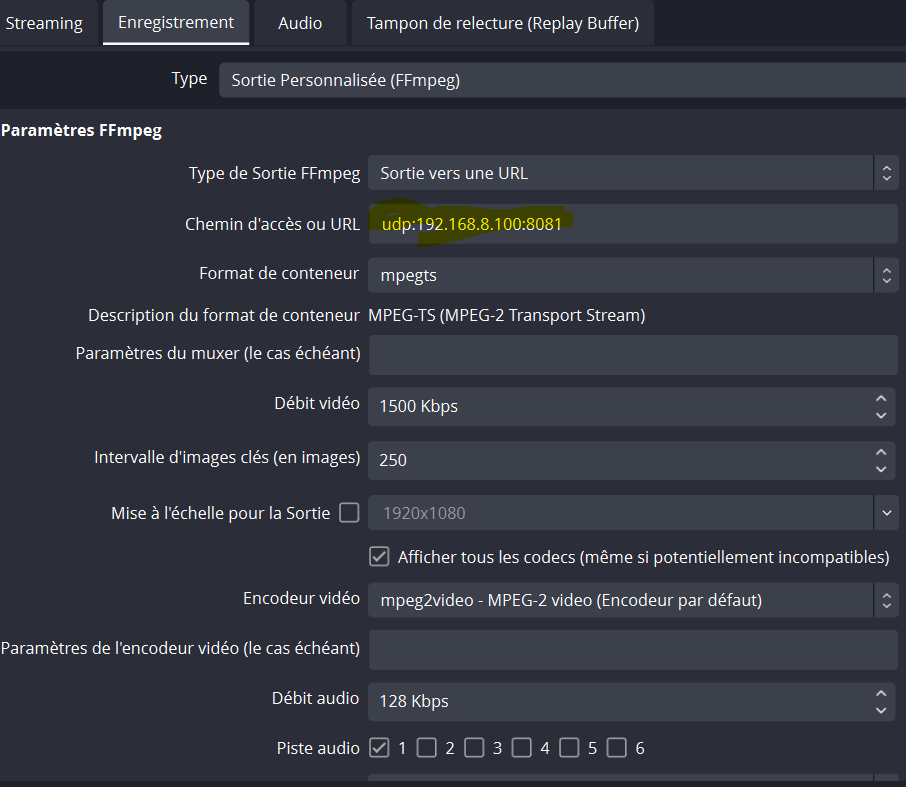 Streaming Enregistrement Audio Tampon de relecture (Replay Buffer)
Type Sortie Personnalisée (FFmpeg)
Paramètres FFmpeg
Type de Sortie FFmpeg Sortie vers une URL
Chemin d'accès ou URL udp:192.168.8.100:8081
Format de conteneur mpegts
Description du format de conteneur MPEG-TS (MPEG-2 Transport Stream)
Paramètres du muxer (le cas échéant)
Débit vidéo 1500 Kbps
Intervalle d'images clés (en images) 250
Mise à l'échelle pour la Sortie 1920x1080
Afficher tous les codecs (même si potentiellement incompatibles)
Encodeur vidéo mpeg2video - MPEG-2 video (Encodeur par défaut)
Paramètres de l'encodeur vidéo (le cas échéant)
Débit audio 128 Kbps
Piste audio 1 2 3 4 5 6